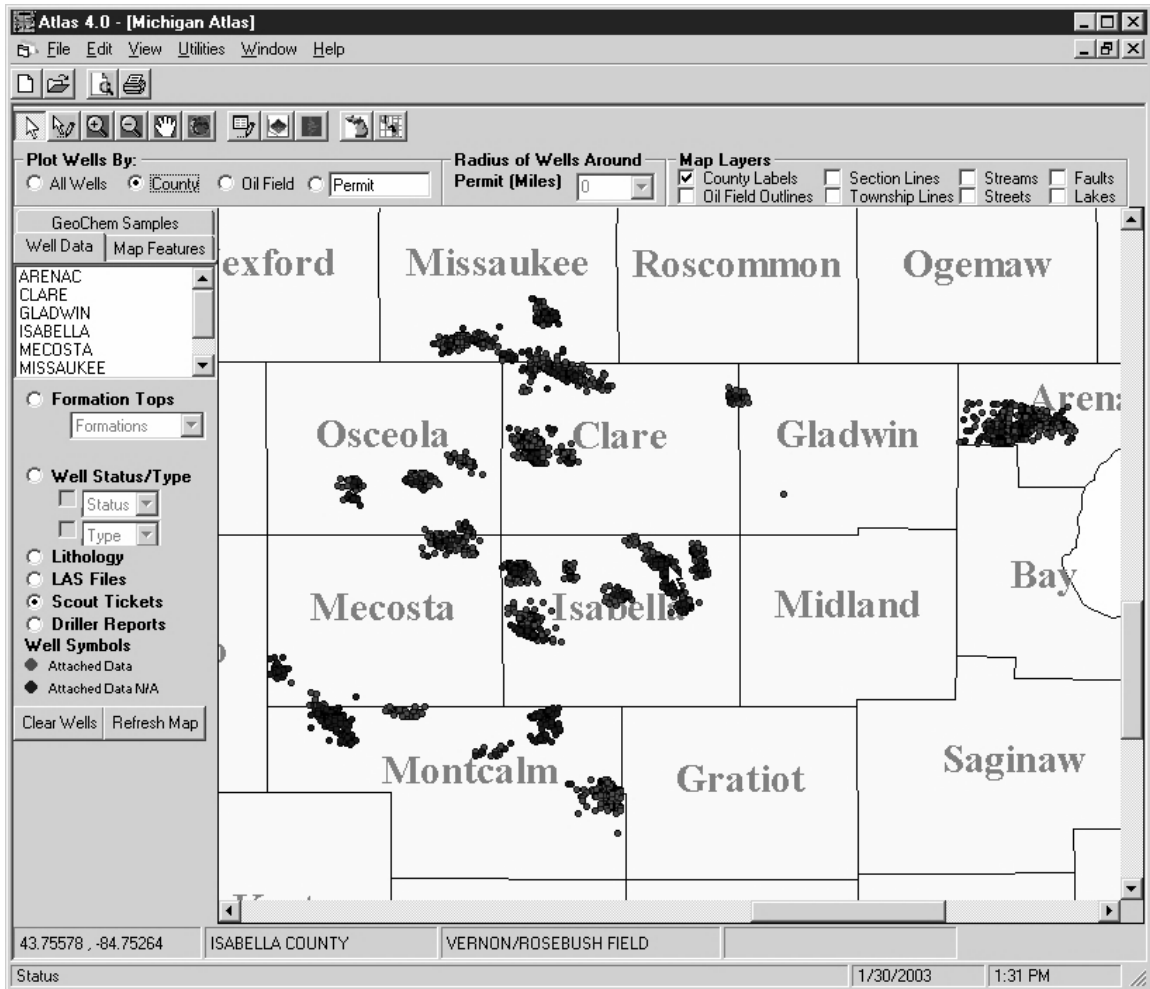 Atlas 4.0 - [Michigan Atlas]
File Edit View Utilities Window Help
Plot Wells By:
All Wells County Oil Field Permit
Radius of Wells Around
Permit (Miles) 0
Map Layers
County Labels Section Lines Streams Faults
Oil Field Outlines Township Lines Streets Lakes
GeoChem Samples
Well Data Map Features
ARENAC
CLARE
GLADWIN
ISABELLA
MECOSTA
MISSAUKEE
Formation Tops
Formations
Well Status/Type
Status
Type
Lithology
LAS Files
Scout Tickets
Driller Reports
Well Symbols
Attached Data
Attached Data N/A
Clear Wells Refresh Map
exford Missaukee Roscommon Ogemaw
Osceola Clare Gladwin Arena
Mecosta Isabella Midland Bay
Montcalm Gratiot Saginaw
43.75578 , -84.75264 ISABELLA COUNTY VERNON/ROSEBUSH FIELD
Status 1/30/2003 1:31 PM